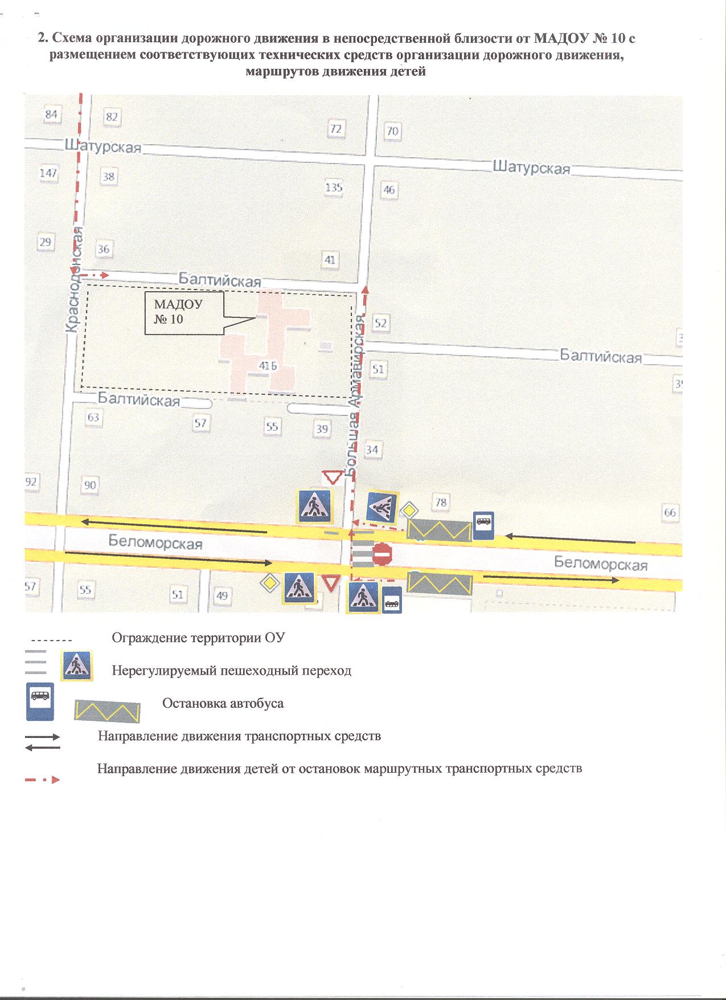 2. Схема организации дорожного движения в непосредственной близости от МАДОУ № 10 с
размещением соответствующих технических средств организации дорожного движения,
маршрутов движения детей
84
82
72
70
Шатурская
Шатурская
147
38
135
46
29
36
41
Краснодонская
Балтийская
МАДОУ
№ 10
52
Большая Армавирская
Балтийская
41Б
51
Балтийская
63
57
55
39
34
92
90
78
66
Беломорская
Беломорская
57
55
51
49
Ограждение территории ОУ
Нерегулируемый пешеходный переход
Остановка автобуса
Направление движения транспортных средств
Направление движения детей от остановок маршрутных транспортных средств